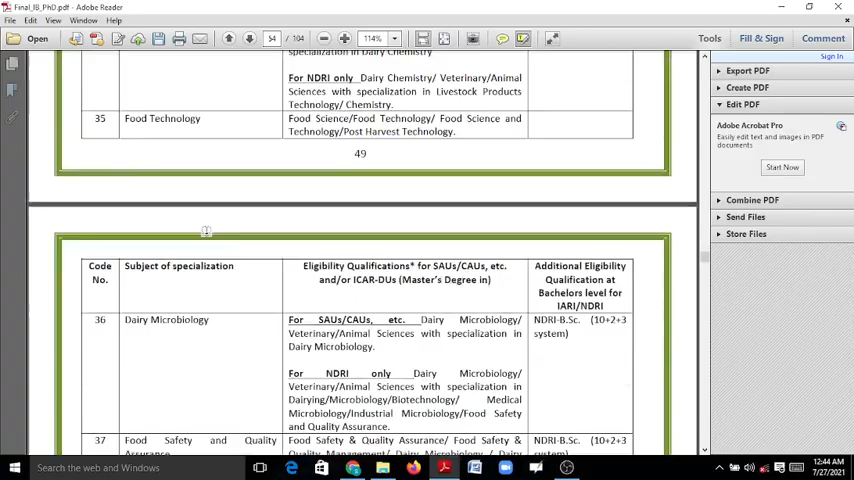 Final_IB_PhD.pdf - Adobe Reader
File Edit View Window Help
Open 54 / 104 114% Tools Fill & Sign Comment
Sign In
Export PDF
Create PDF
Edit PDF
Adobe Acrobat Pro
Easily edit text and images in PDF
documents
Start Now
Combine PDF
Send Files
Store Files
specialization in Dairy Chemistry
For NDRI only Dairy Chemistry/ Veterinary/Animal
Sciences with specialization in Livestock Products
Technology/ Chemistry.
35 Food Technology Food Science/Food Technology/ Food Science and
Technology/Post Harvest Technology.
49
Code Subject of specialization Eligibility Qualifications* for SAUs/CAUs, etc. Additional Eligibility
No. and/or ICAR-DUs (Master's Degree in) Qualification at
Bachelors level for
IARI/NDRI
36 Dairy Microbiology For SAUs/CAUs, etc. Dairy Microbiology/ NDRI-B.Sc. (10+2+3
Veterinary/Animal Sciences with specialization in system)
Dairy Microbiology.
For NDRI only Dairy Microbiology/
Veterinary/Animal Sciences with specialization in
Dairying/Microbiology/Biotechnology/ Medical
Microbiology/Industrial Microbiology/Food Safety
and Quality Assurance.
37 Food Safety and Quality Food Safety & Quality Assurance/ Food Safety & NDRI-B.Sc. (10+2+3
Assurance Quality Management/ Dairy Microbiology / Dairy system)
Search the web and Windows
12:44 AM
7/27/2021